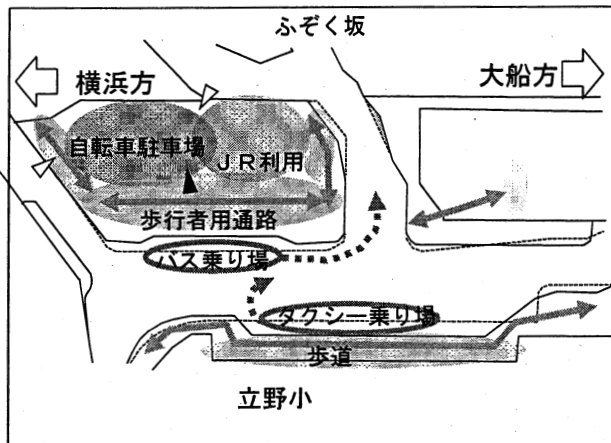 ふぞく坂
横浜方
大船方
自転車駐車場
ＪＲ利用
歩行者用通路
バス乗り場
タクシー乗り場
歩道
立野小